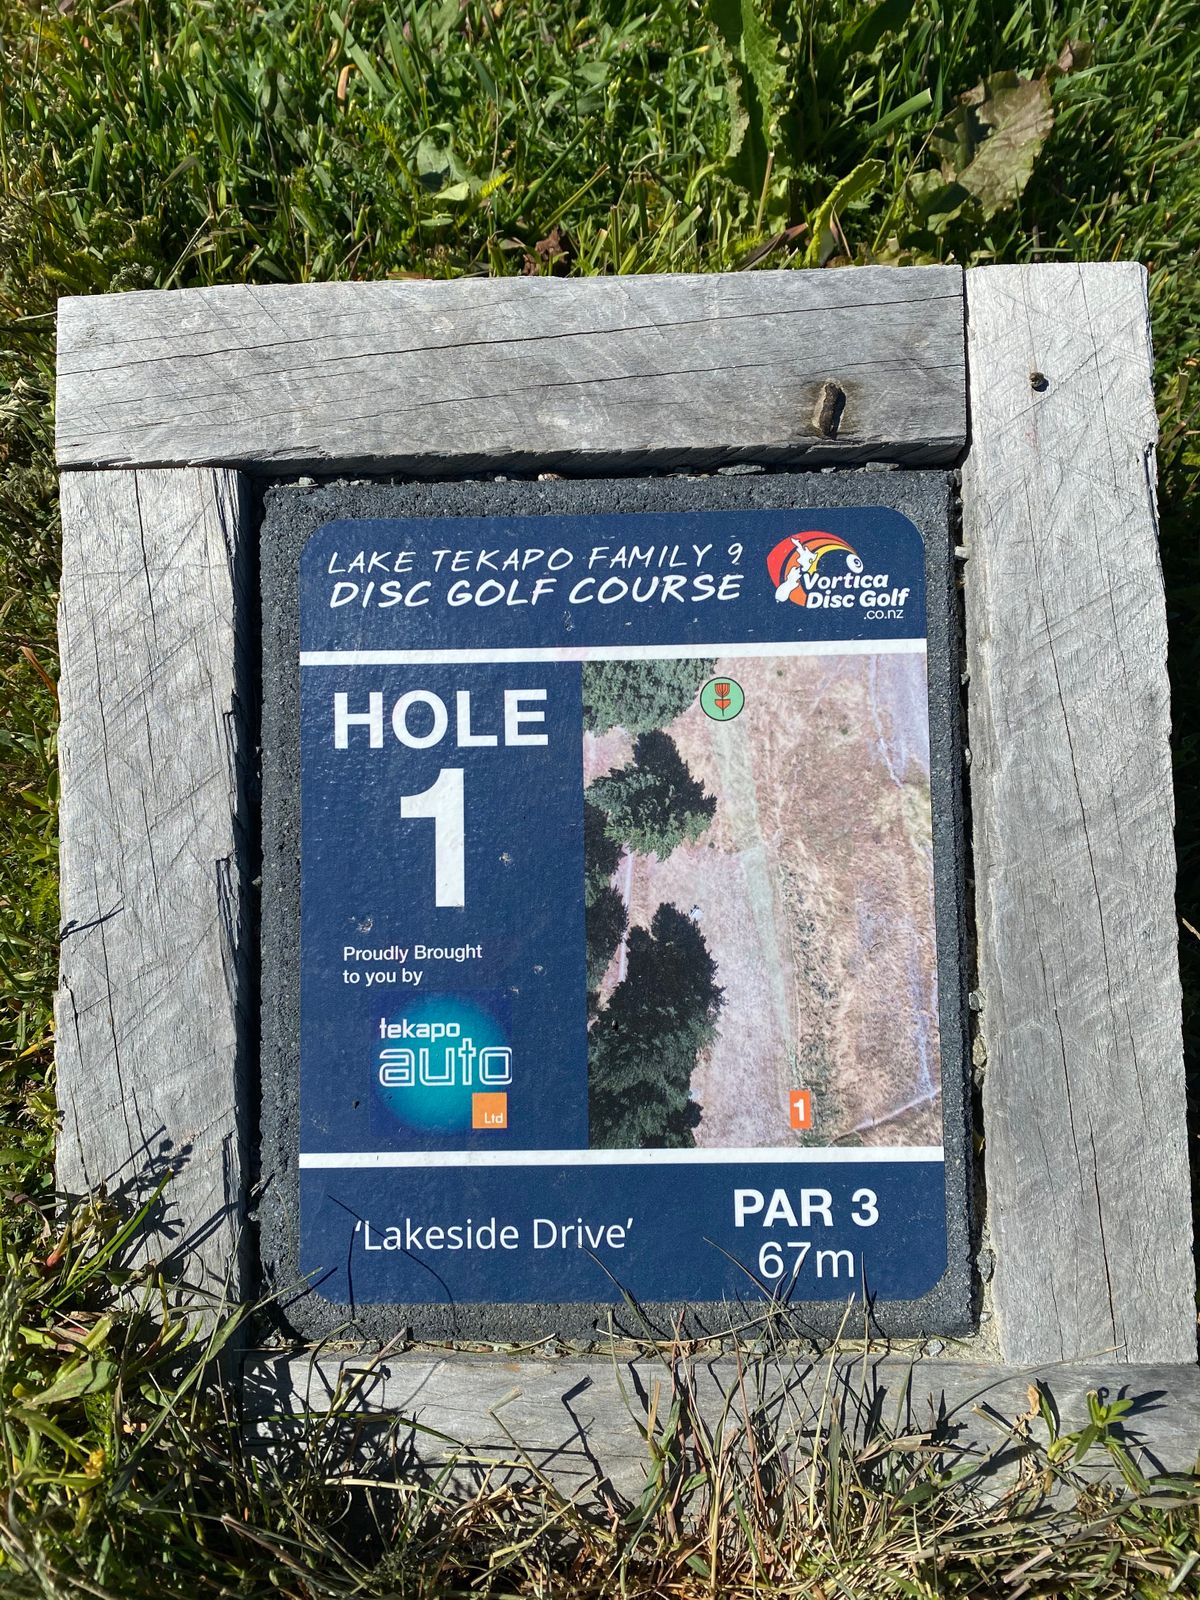 LAKE TEKAPO FAMILY 9
DISC GOLF COURSE
Vortica
Disc Golf
.co.nz
HOLE
1
Proudly Brought
to you by
tekapo
auto
Ltd
1
'Lakeside Drive'
PAR 3
67m